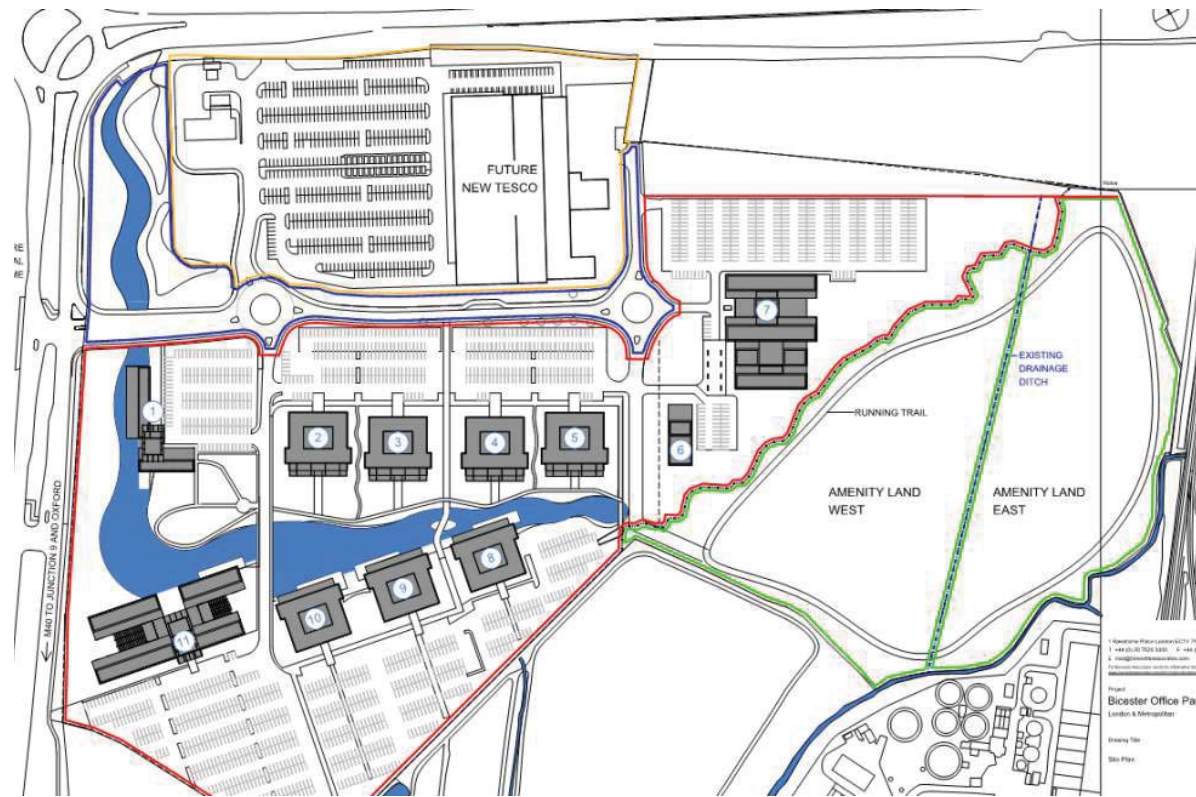 FUTURE
NEW TESCO
7
EXISTING
DRAINAGE
DITCH
RUNNING TRAIL
1
2
3
4
5
6
AMENITY LAND
WEST
AMENITY LAND
EAST
8
9
10
11
M40 TO JUNCTION 9 AND OXFORD
Project
Bicester Office Pa
London & Metropolitan
Drawing Title
Site Plan